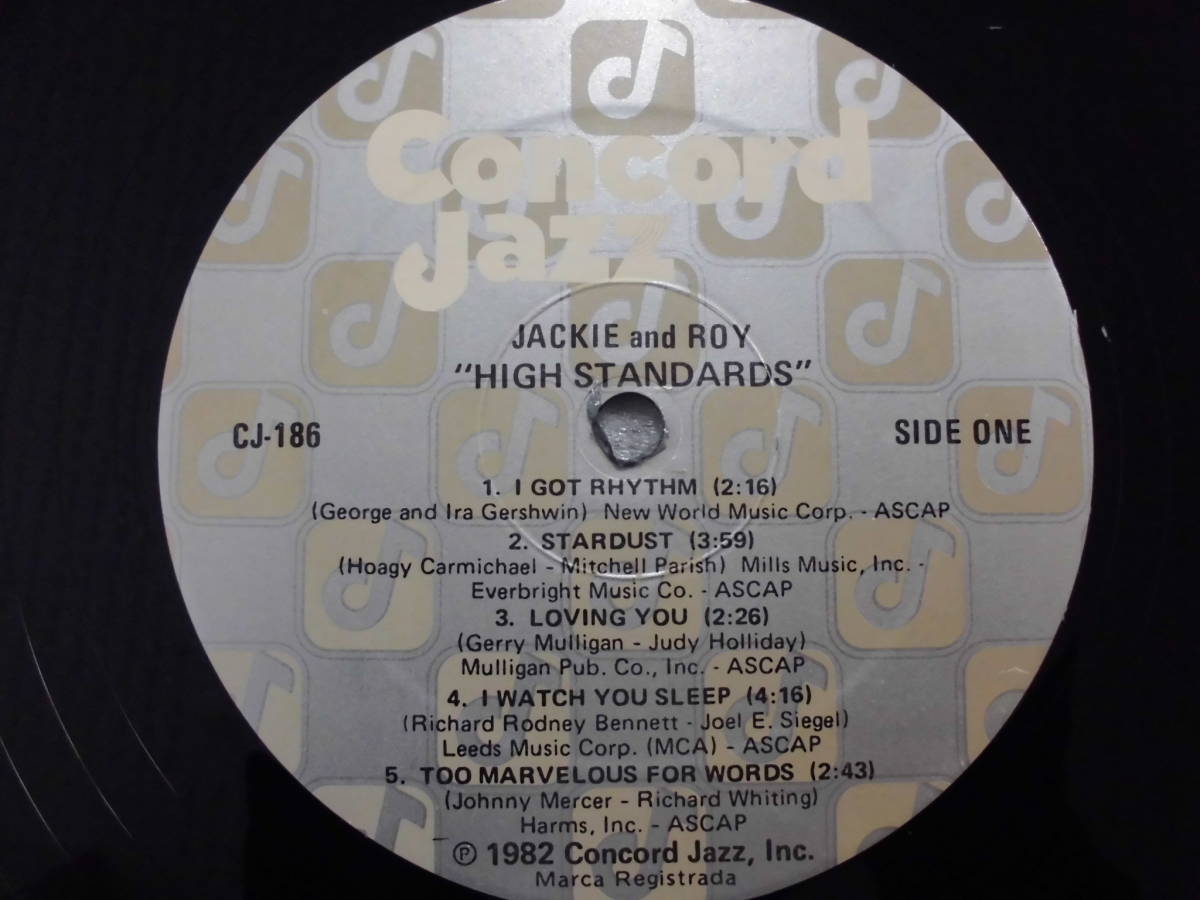 Concord
Jazz
JACKIE and ROY
"HIGH STANDARDS"
CJ-186
SIDE ONE
1. I GOT RHYTHM (2:16)
(George and Ira Gershwin) New World Music Corp. - ASCAP
2. STARDUST (3:59)
(Hoagy Carmichael - Mitchell Parish) Mills Music, Inc. -
Everbright Music Co. - ASCAP
3. LOVING YOU (2:26)
(Gerry Mulligan - Judy Holliday)
Mulligan Pub. Co., Inc. - ASCAP
4. I WATCH YOU SLEEP (4:16)
(Richard Rodney Bennett - Joel E. Siegel)
Leeds Music Corp. (MCA) - ASCAP
5. TOO MARVELOUS FOR WORDS (2:43)
(Johnny Mercer - Richard Whiting)
Harms, Inc. - ASCAP
℗ 1982 Concord Jazz, Inc.
Marca Registrada